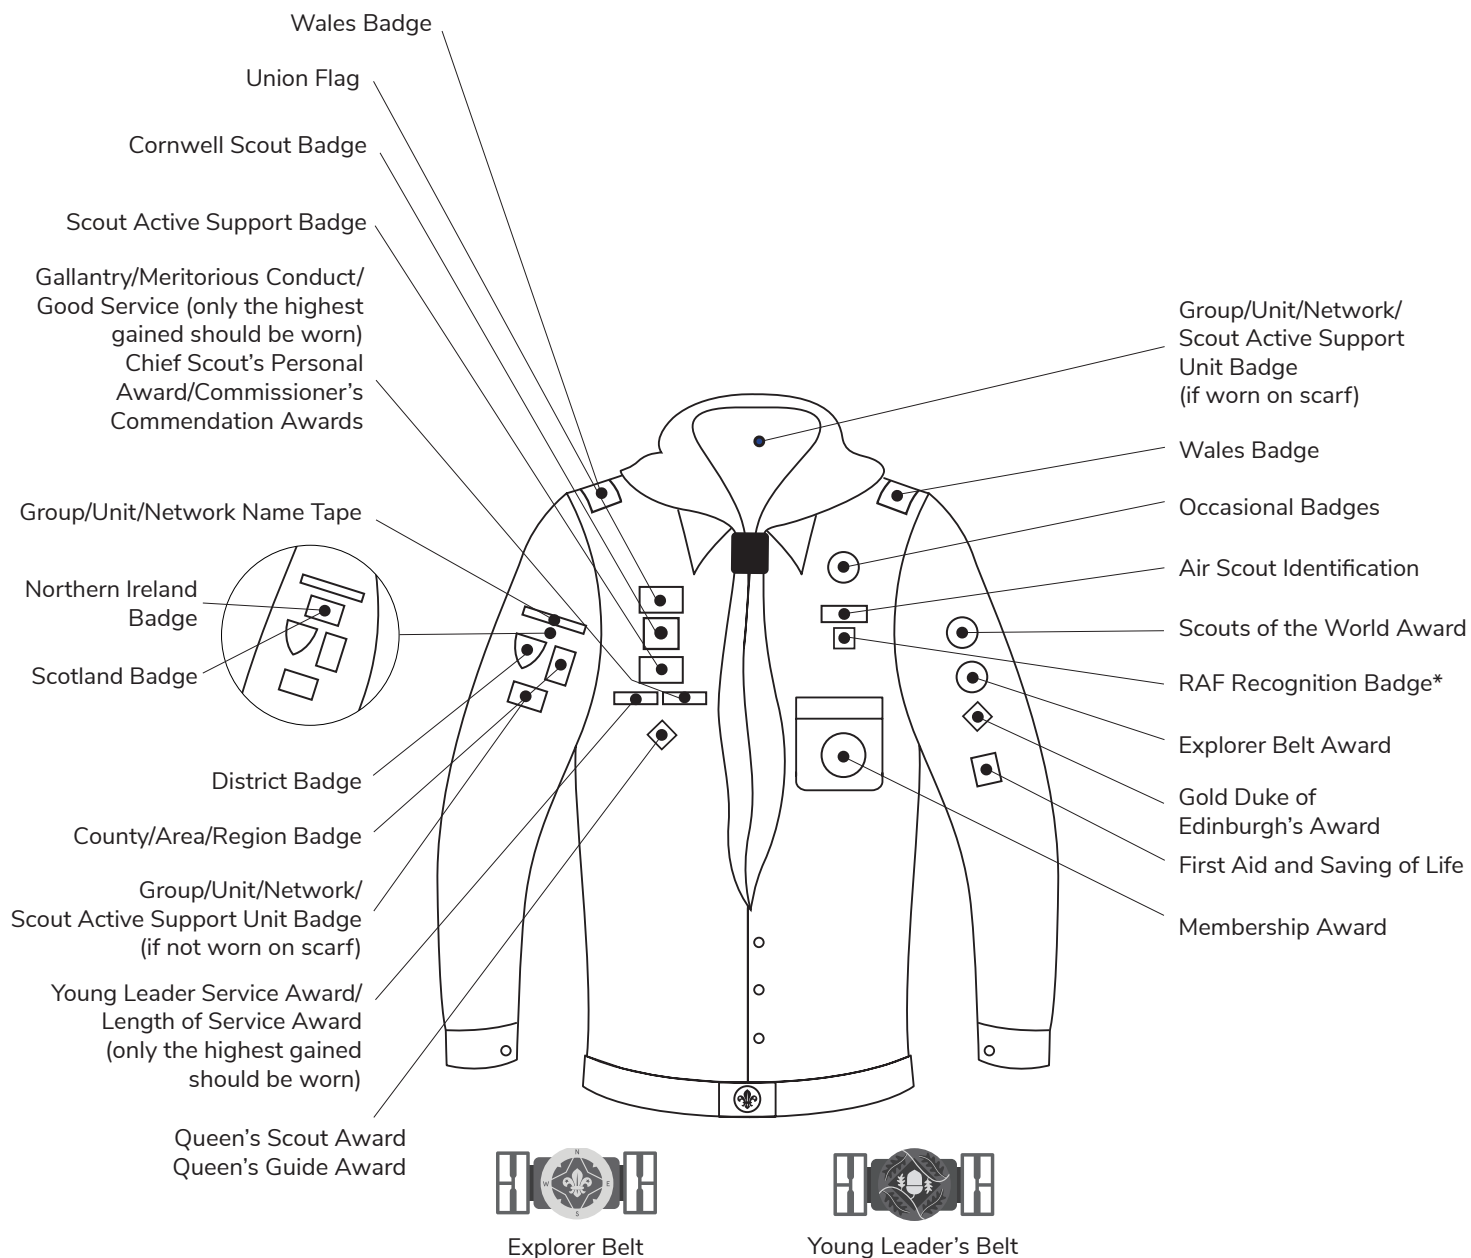 Wales Badge
Union Flag
Cornwell Scout Badge
Scout Active Support Badge
Gallantry/Meritorious Conduct/
Good Service (only the highest
gained should be worn)
Chief Scout’s Personal
Award/Commissioner’s
Commendation Awards
Group/Unit/Network Name Tape
Northern Ireland
Badge
Scotland Badge
District Badge
County/Area/Region Badge
Group/Unit/Network/
Scout Active Support Unit Badge
(if not worn on scarf)
Young Leader Service Award/
Length of Service Award
(only the highest gained
should be worn)
Queen’s Scout Award
Queen’s Guide Award
Group/Unit/Network/
Scout Active Support
Unit Badge
(if worn on scarf)
Wales Badge
Occasional Badges
Air Scout Identification
Scouts of the World Award
RAF Recognition Badge*
Explorer Belt Award
Gold Duke of
Edinburgh’s Award
First Aid and Saving of Life
Membership Award
N
W E
S
Explorer Belt
Young Leader’s Belt